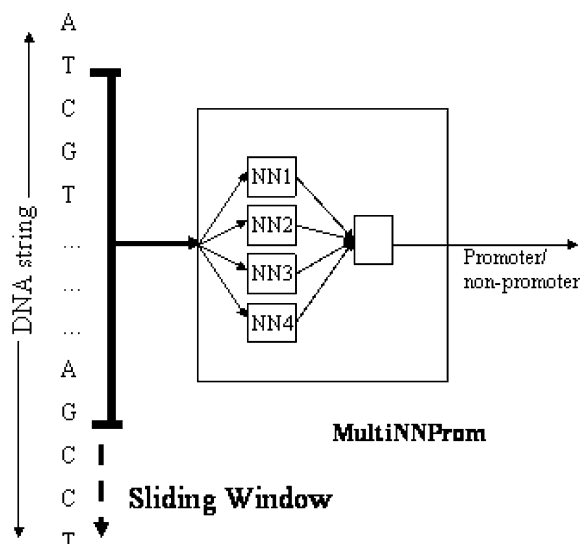 A
T
C
G
T
...
...
...
A
G
C
C
T
DNA string
NN1
NN2
NN3
NN4
Promoter/
non-promoter
MultiNNProm
Sliding Window